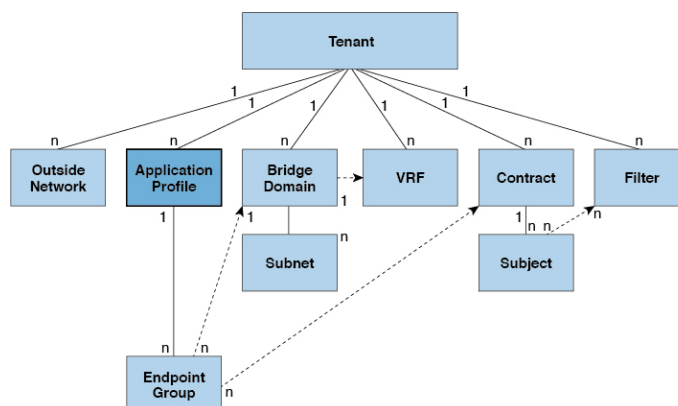 Tenant
1
1
1
1
1
1
n
n
n
n
n
n
Outside
Network
Application
Profile
Bridge
Domain
VRF
Contract
Filter
1
1
1
1
n
n
n
n
Subnet
Subject
n
n
Endpoint
Group
n